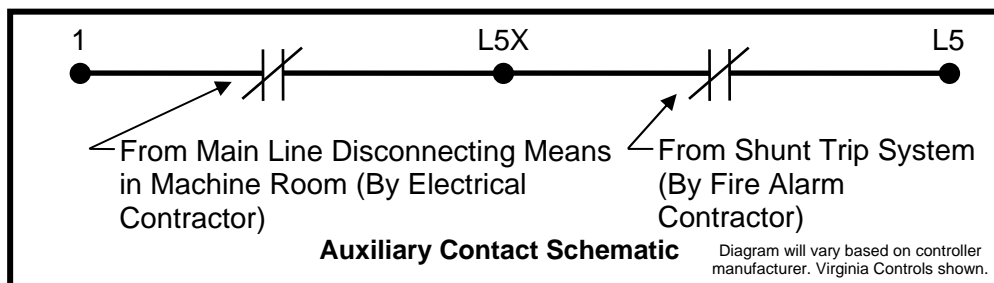 1 L5X L5
From Main Line Disconnecting Means
in Machine Room (By Electrical
Contractor)
From Shunt Trip System
(By Fire Alarm
Contractor)
Auxiliary Contact Schematic
Diagram will vary based on controller
manufacturer. Virginia Controls shown.